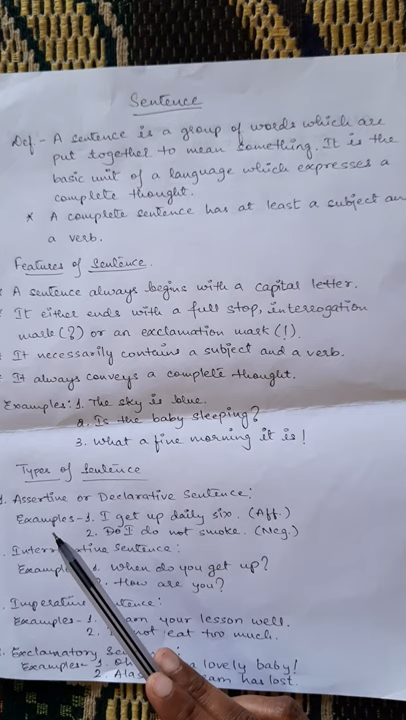 Sentence
Def.- A sentence is a group of words which are
put together to mean something. It is the
basic unit of a language which expresses a
complete thought.
* A complete sentence has at least a subject an
a verb.
Features of Sentence.
A sentence always begins with a capital letter.
It either ends with a full stop, interrogation
mark (?) or an exclamation mark (!).
It necessarily contains a subject and a verb.
It always conveys a complete thought.
Examples: 1. The sky is blue.
2. Is the baby sleeping?
3. What a fine morning it is!
Types of Sentence
1. Assertive or Declarative Sentence:
Examples- 1. I get up daily six. (Aff.)
2. Do I do not smoke. (Neg.)
Sentence:
1. When do you get up?
How are you?
Examples- 1. your lesson well.
2. not eat too much.
Exclamatory
Examples- 1. a lovely baby!
2. has lost.